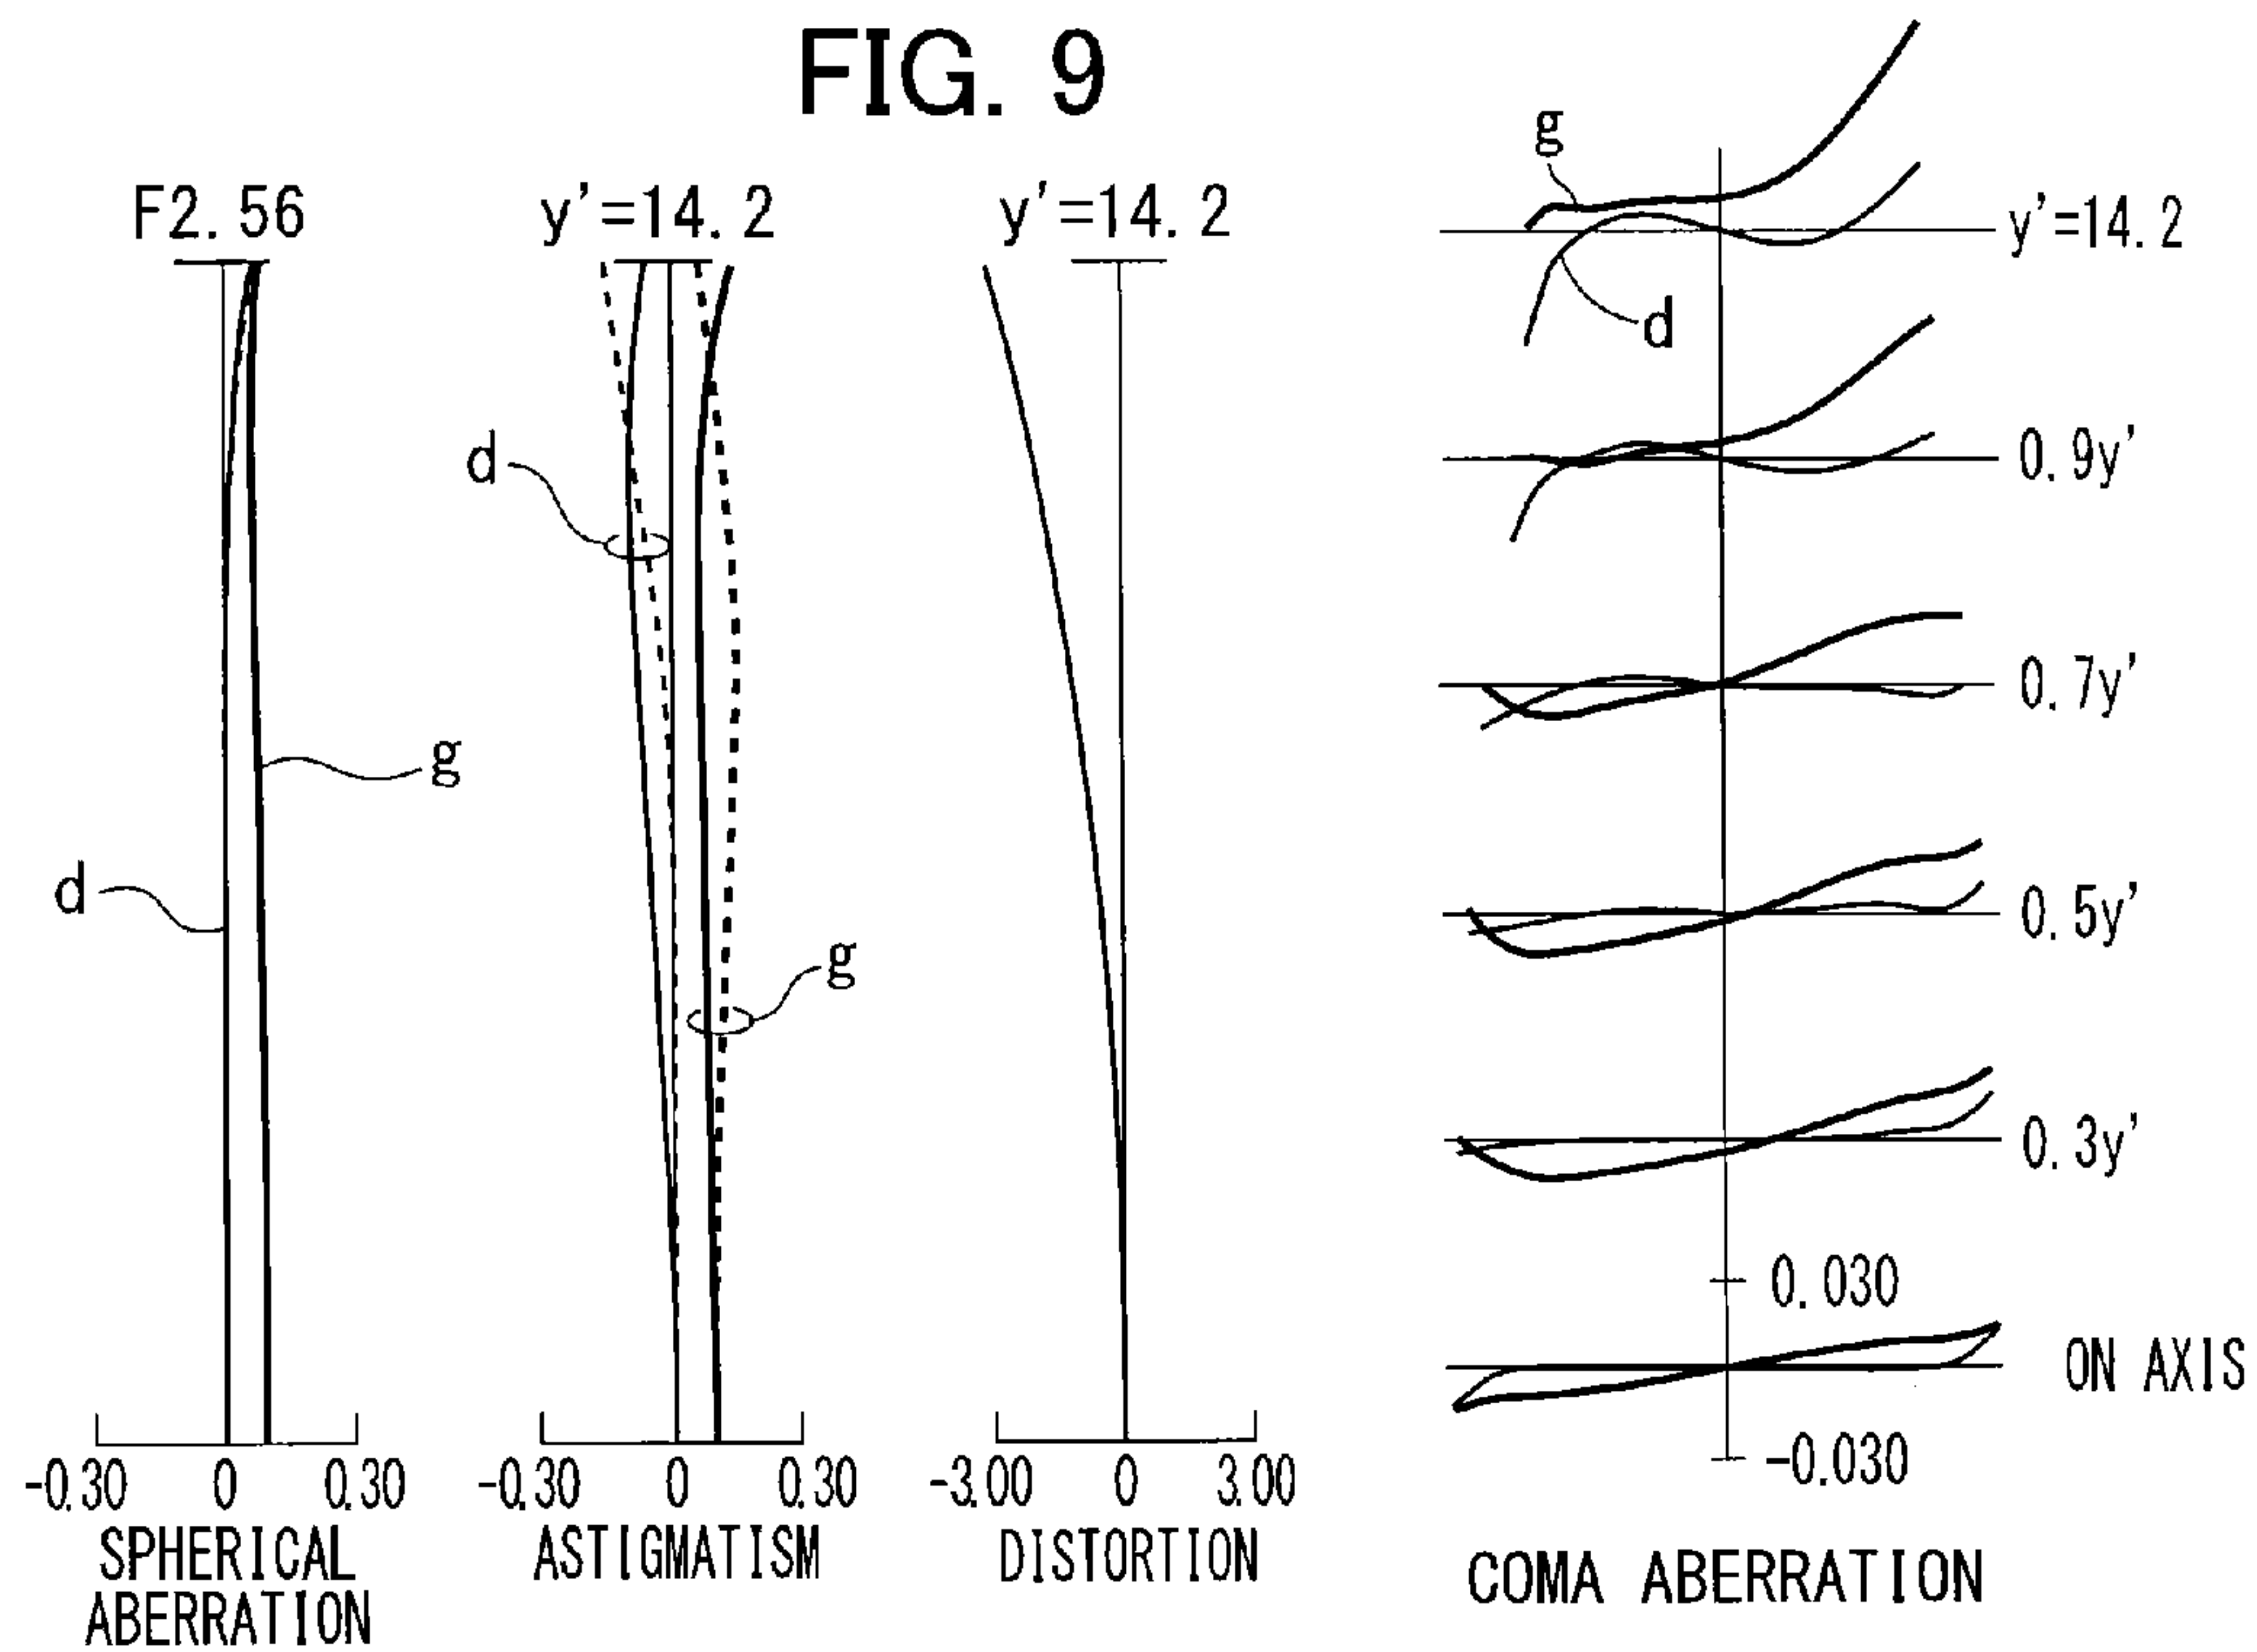 FIG. 9
F2. 56
d
g
-0.30 0 0.30
SPHERICAL
ABERRATION
y'=14. 2
d
g
-0.30 0 0.30
ASTIGMATISM
y'=14. 2
-3.00 0 3.00
DISTORTION
g
d
y'=14. 2
0. 9y'
0. 7y'
0. 5y'
0. 3y'
0. 030
ON AXIS
-0.030
COMA ABERRATION